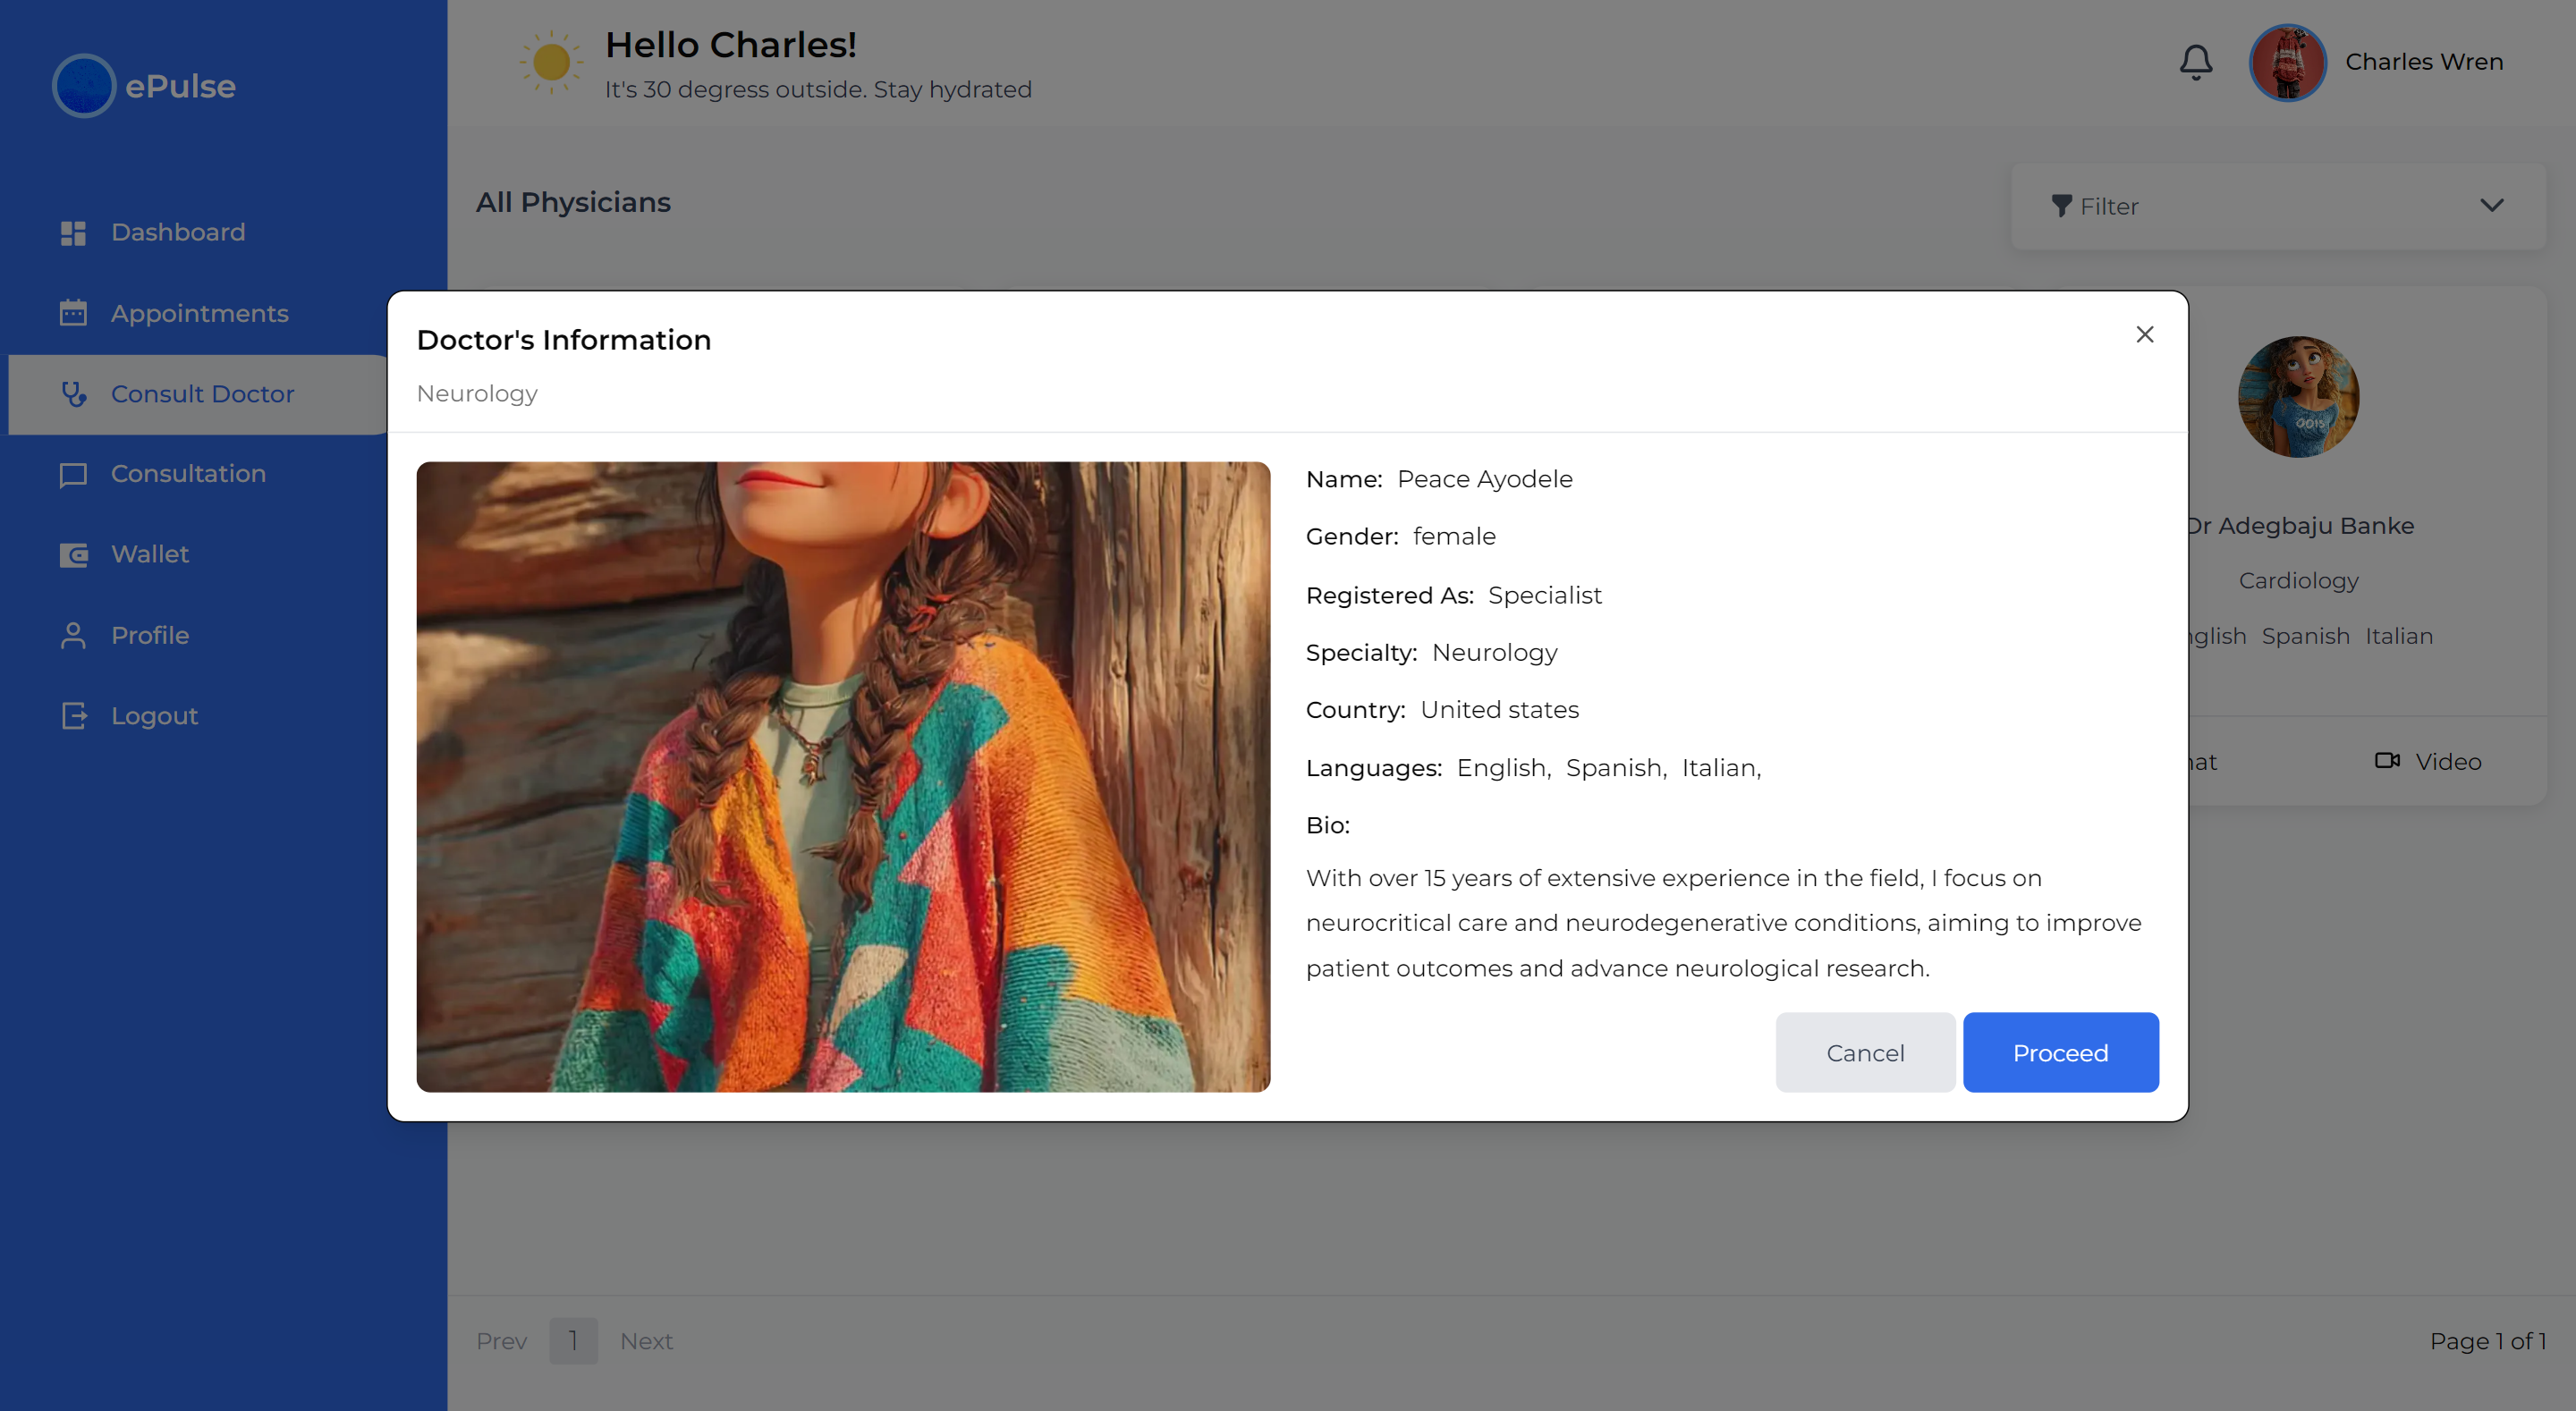 ePulse
Dashboard
Appointments
Consult Doctor
Consultation
Wallet
Profile
Logout
Hello Charles!
It's 30 degress outside. Stay hydrated
Charles Wren
All Physicians
Filter
Doctor's Information
Neurology
Name: Peace Ayodele
Gender: female
Registered As: Specialist
Specialty: Neurology
Country: United states
Languages: English, Spanish, Italian,
Bio:
With over 15 years of extensive experience in the field, I focus on
neurocritical care and neurodegenerative conditions, aiming to improve
patient outcomes and advance neurological research.
Cancel Proceed
Dr Adegbaju Banke
Cardiology
Spanish Italian
Video
Prev 1 Next
Page 1 of 1